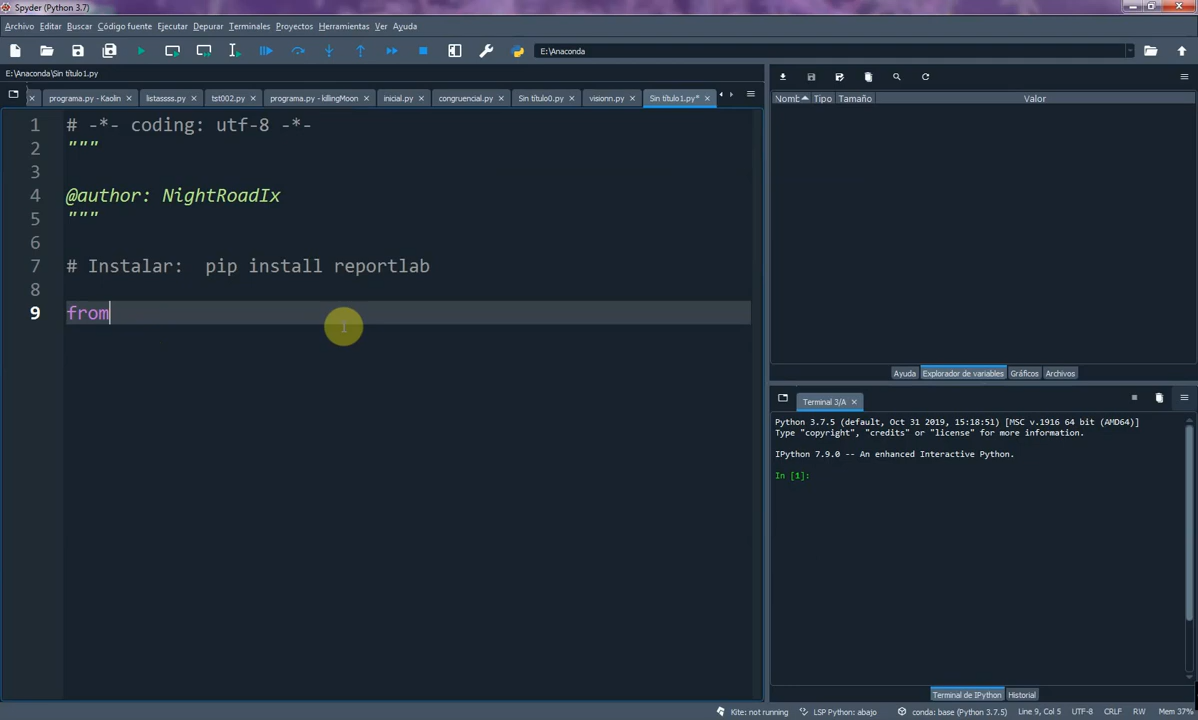 Spyder (Python 3.7)
Archivo Editar Buscar Código fuente Ejecutar Depurar Terminales Proyectos Herramientas Ver Ayuda
E:\Anaconda
E:\Anaconda\Sin título1.py
programa.py - Kaolin listassss.py tst002.py programa.py - killingMoon inicial.py congruencial.py Sin título0.py visionn.py Sin título1.py*
1 # -*- coding: utf-8 -*-
2 """
3
4 @author: NightRoadIx
5 """
6
7 # Instalar:  pip install reportlab
8
9 from
Nombr Tipo Tamaño Valor
Ayuda Explorador de variables Gráficos Archivos
Terminal 3/A
Python 3.7.5 (default, Oct 31 2019, 15:18:51) [MSC v.1916 64 bit (AMD64)]
Type "copyright", "credits" or "license" for more information.
IPython 7.9.0 -- An enhanced Interactive Python.
In [1]:
Terminal de IPython Historial
Kite: not running LSP Python: abajo conda: base (Python 3.7.5) Line 9, Col 5 UTF-8 CRLF RW Mem 37%